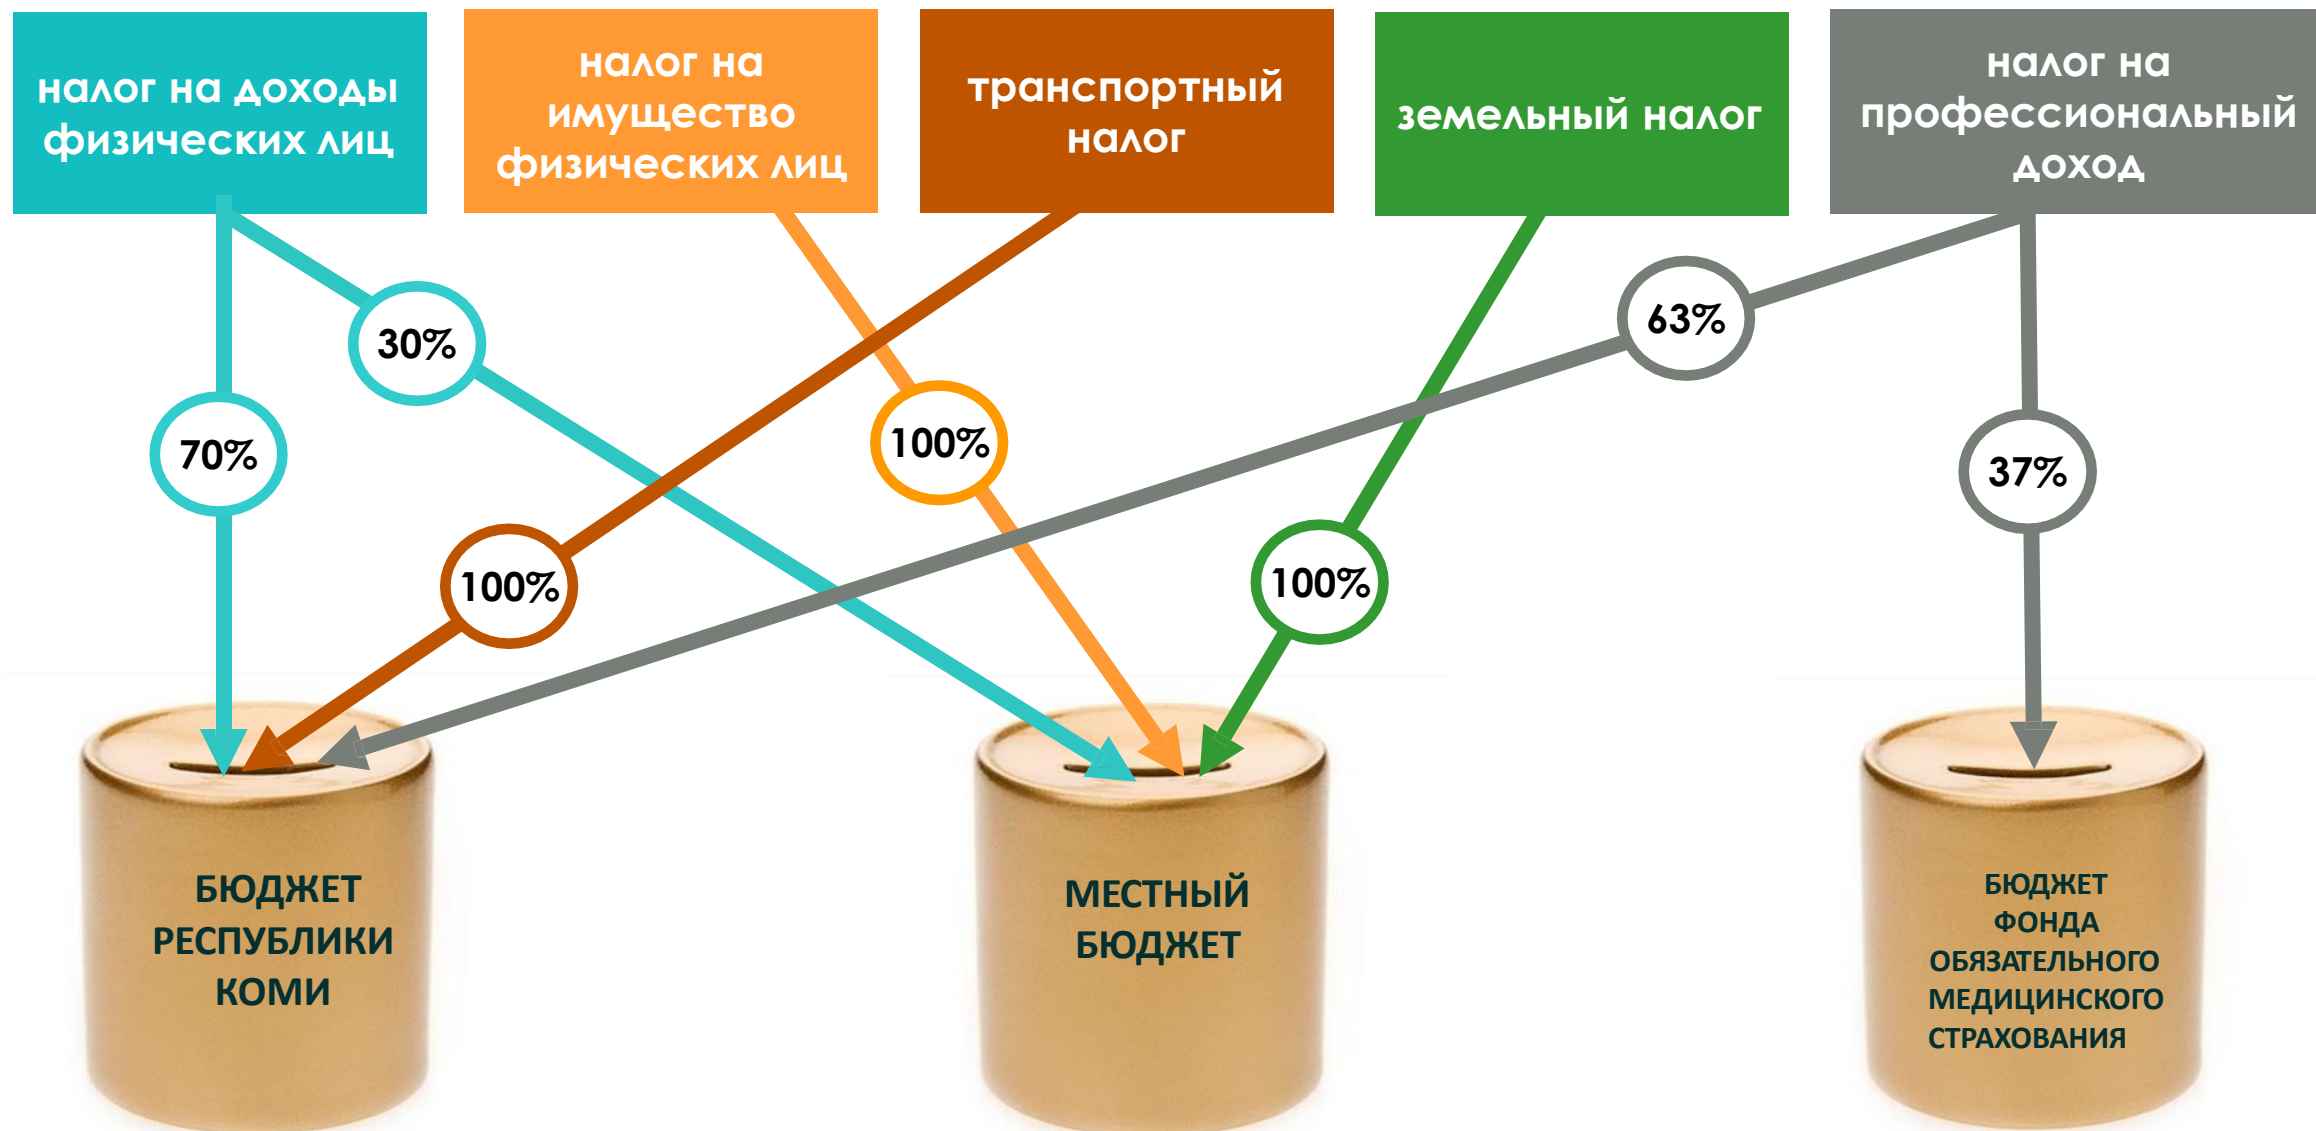 налог на доходы
физических лиц
налог на
имущество
физических лиц
транспортный
налог
земельный налог
налог на
профессиональный
доход
30%
63%
100%
70%
37%
100%
100%
БЮДЖЕТ
РЕСПУБЛИКИ
КОМИ
МЕСТНЫЙ
БЮДЖЕТ
БЮДЖЕТ
ФОНДА
ОБЯЗАТЕЛЬНОГО
МЕДИЦИНСКОГО
СТРАХОВАНИЯ